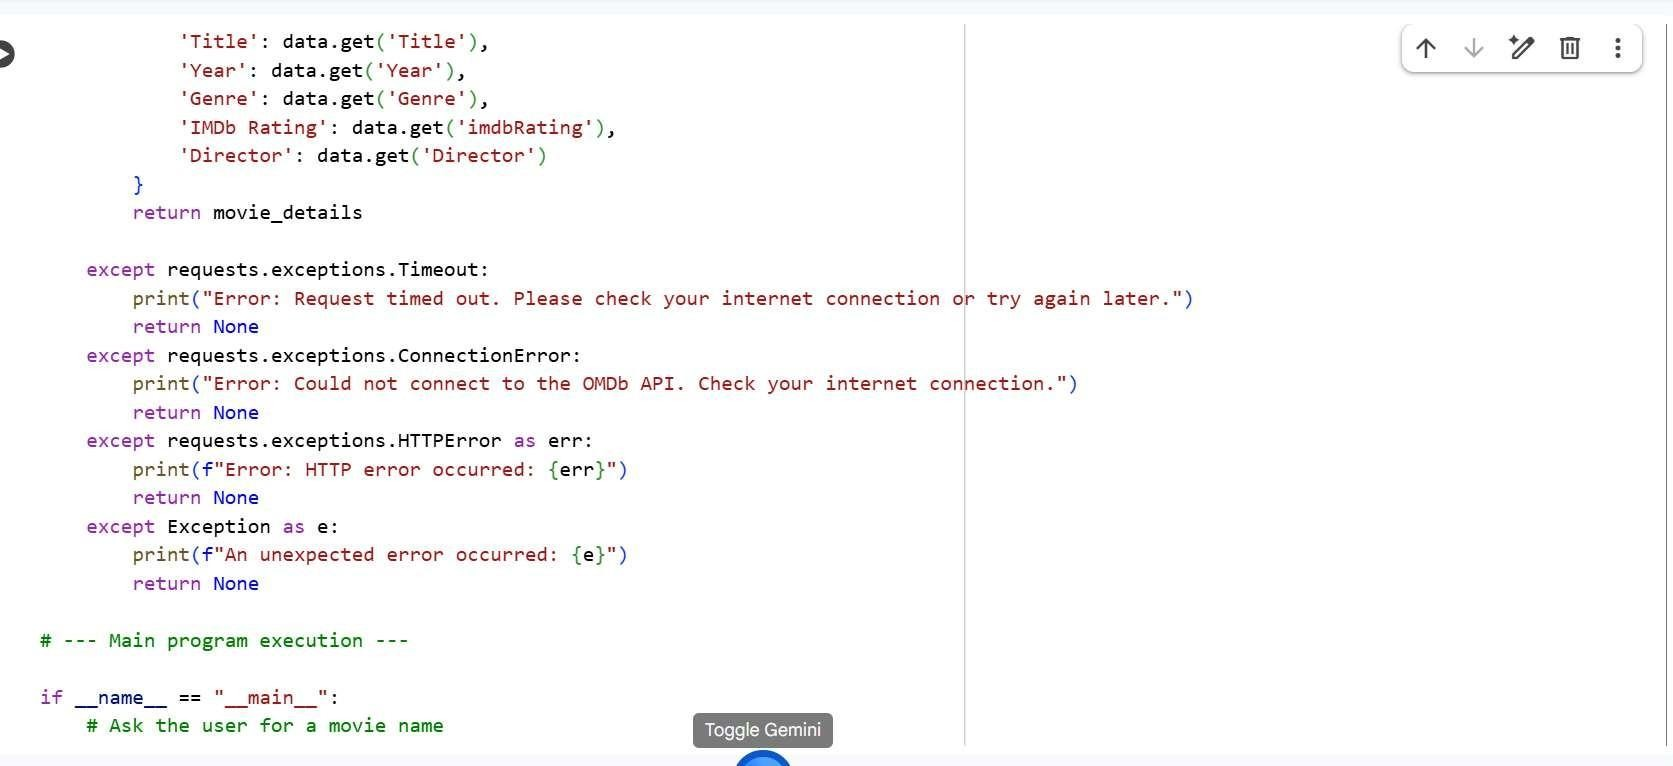 'Title': data.get('Title'),
'Year': data.get('Year'),
'Genre': data.get('Genre'),
'IMDb Rating': data.get('imdbRating'),
'Director': data.get('Director')
}
return movie_details
except requests.exceptions.Timeout:
print("Error: Request timed out. Please check your internet connection or try again later.")
return None
except requests.exceptions.ConnectionError:
print("Error: Could not connect to the OMDb API. Check your internet connection.")
return None
except requests.exceptions.HTTPError as err:
print(f"Error: HTTP error occurred: {err}")
return None
except Exception as e:
print(f"An unexpected error occurred: {e}")
return None
# --- Main program execution ---
if __name__ == "__main__":
# Ask the user for a movie name
Toggle Gemini